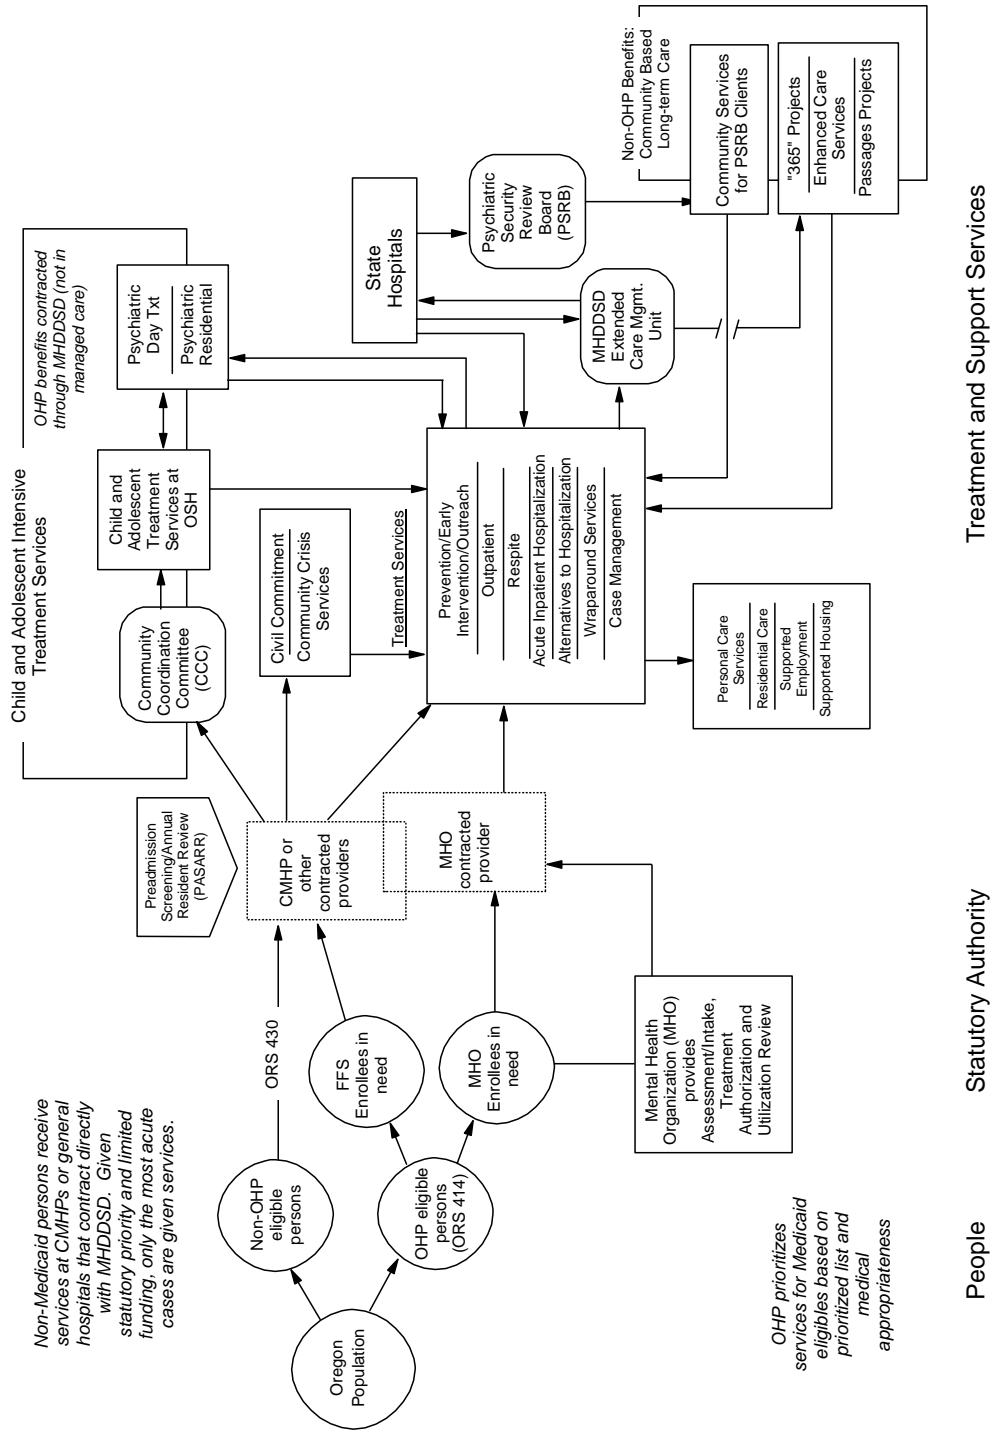 Non-Medicaid persons receive
services at CMHPs or general
hospitals that contract directly
with MHDDSD. Given
statutory priority and limited
funding, only the most acute
cases are given services.
Oregon
Population
Non-OHP
eligible
persons
OHP eligible
persons
(ORS 414)
OHP prioritizes
services for Medicaid
eligibles based on
prioritized list and
medical
appropriateness
People
ORS 430
FFS
Enrollees in
need
MHO
Enrollees in
need
Mental Health
Organization (MHO)
provides
Assessment/Intake,
Treatment
Authorization and
Utilization Review
Statutory Authority
Preadmission
Screening/Annual
Resident Review
(PASARR)
CMHP or
other
contracted
providers
MHO
contracted
provider
Child and Adolescent Intensive
Treatment Services
OHP benefits contracted
through MHDDSD (not in
managed care)
Community
Coordination
Committee
(CCC)
Child and
Adolescent
Treatment
Services at
OSH
Psychiatric
Day Txt
Psychiatric
Residential
Civil Commitment
Community Crisis
Services
Treatment Services
Prevention/Early
Intervention/Outreach
Outpatient
Respite
Acute Inpatient Hospitalization
Alternatives to Hospitalization
Wraparound Services
Case Management
Personal Care
Services
Residential Care
Supported
Employment
Supported Housing
State
Hospitals
Psychiatric
Security
Review
Board
(PSRB)
MHDDSD
Extended
Care Mgmt.
Unit
Non-OHP Benefits:
Community Based
Long-term Care
Community Services
for PSRB Clients
"365" Projects
Enhanced Care
Services
Passages Projects
Treatment and Support Services